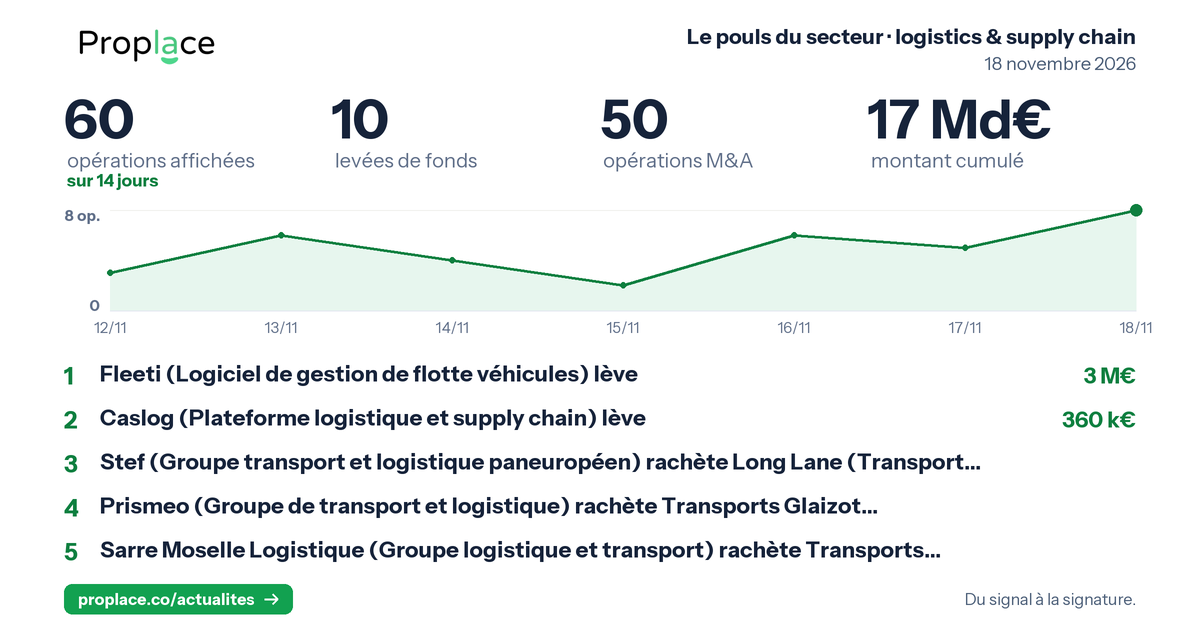 Proplace
Le pouls du secteur · logistics & supply chain
18 novembre 2026
60
opérations affichées
sur 14 jours
10
levées de fonds
50
opérations M&A
17 Md€
montant cumulé
8 op.
0
12/11 13/11 14/11 15/11 16/11 17/11 18/11
1 Fleeti (Logiciel de gestion de flotte véhicules) lève 3 M€
2 Caslog (Plateforme logistique et supply chain) lève 360 k€
3 Stef (Groupe transport et logistique paneuropéen) rachète Long Lane (Transport...
4 Prismeo (Groupe de transport et logistique) rachète Transports Glaizot...
5 Sarre Moselle Logistique (Groupe logistique et transport) rachète Transports...
proplace.co/actualites →
Du signal à la signature.